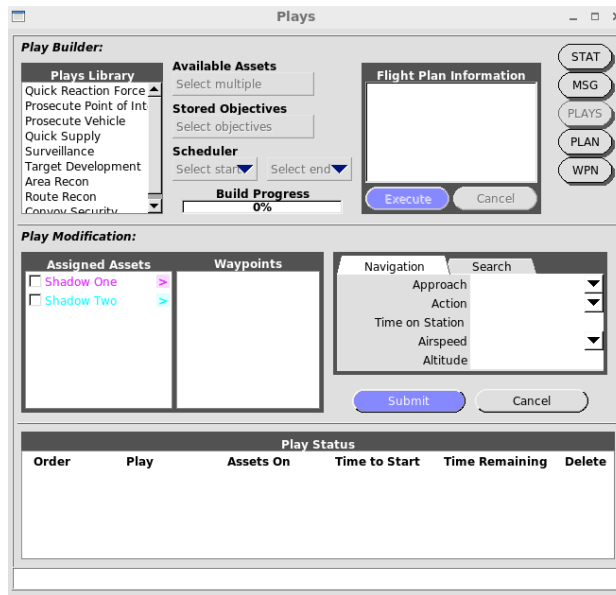 Plays
Play Builder:
Plays Library
Quick Reaction Force
Prosecute Point of Int
Prosecute Vehicle
Quick Supply
Surveillance
Target Development
Area Recon
Route Recon
Convoy Security
Available Assets
Select multiple
Stored Objectives
Select objectives
Scheduler
Select start
Select end
Build Progress
0%
Flight Plan Information
Execute
Cancel
STAT
MSG
PLAYS
PLAN
WPN
Play Modification:
Assigned Assets
Shadow One >
Shadow Two >
Waypoints
Navigation
Search
Approach
Action
Time on Station
Airspeed
Altitude
Submit
Cancel
Play Status
Order Play Assets On Time to Start Time Remaining Delete